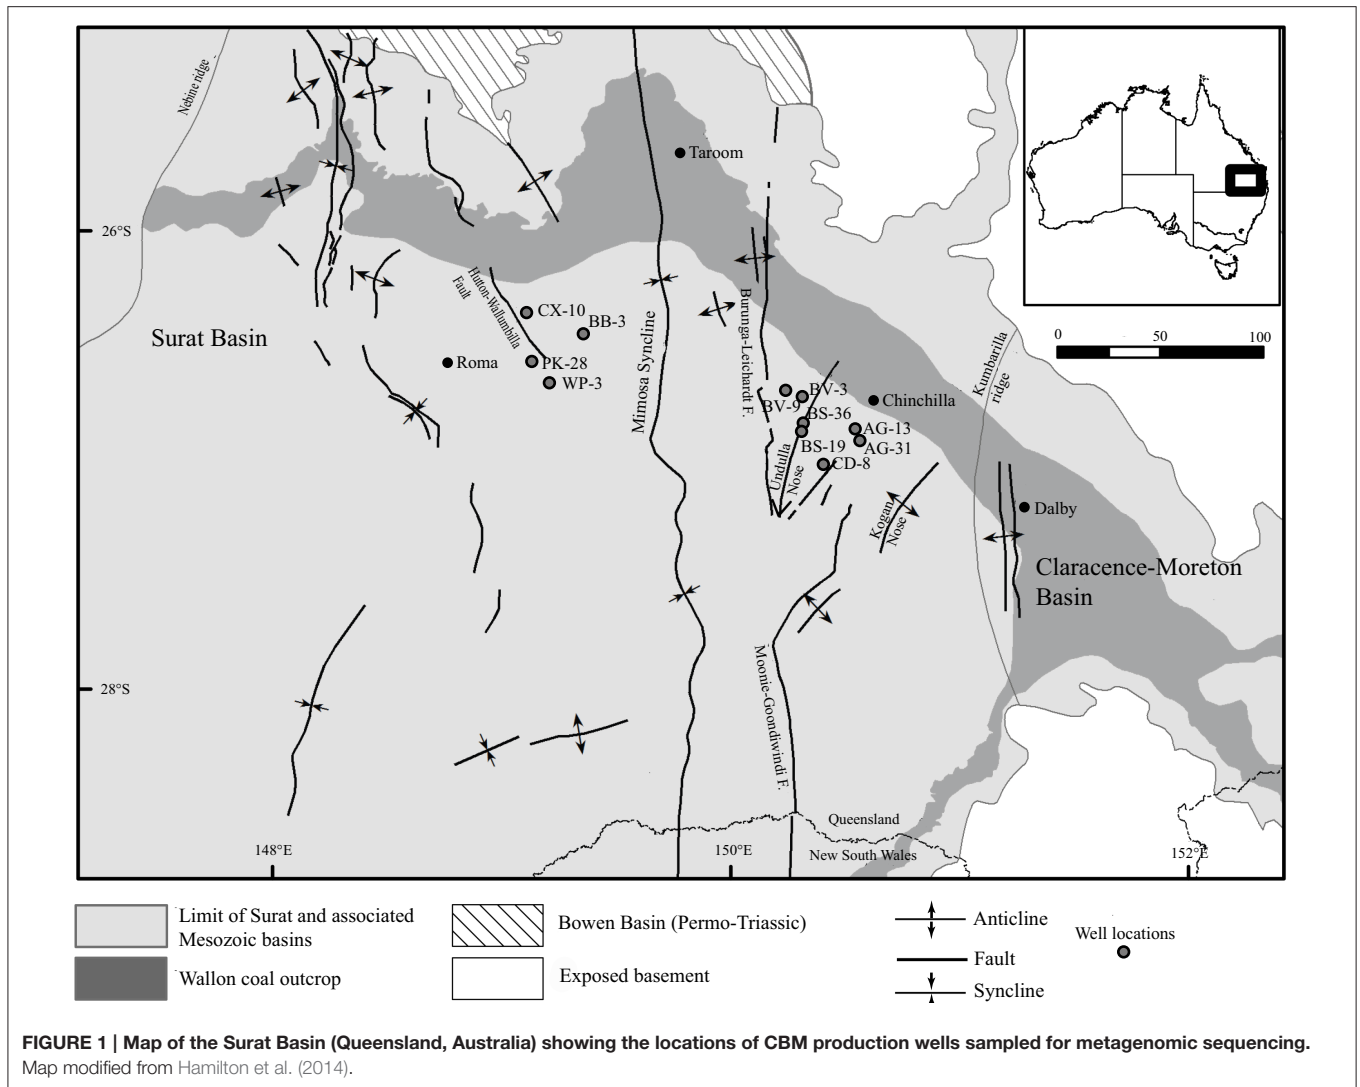 Nebine ridge
Taroom
26°S
Hutton-Wallumbilla
Fault
CX-10
BB-3
Surat Basin
Roma
PK-28
WP-3
Mimosa Syncline
Burunga-Leichardt F.
0 50 100
Kumbarilla
ridge
BV-3
BV-9
Chinchilla
BS-36
AG-13
BS-19
AG-31
CD-8
Undulla
Nose
Kogan
Nose
Dalby
Claracence-Moreton
Basin
28°S
Moonie-Goondiwindi F.
Queensland
New South Wales
148°E
150°E
152°E
Limit of Surat and associated
Mesozoic basins
Wallon coal outcrop
Bowen Basin (Permo-Triassic)
Exposed basement
Anticline
Fault
Syncline
Well locations
FIGURE 1 | Map of the Surat Basin (Queensland, Australia) showing the locations of CBM production wells sampled for metagenomic sequencing.
Map modified from Hamilton et al. (2014).